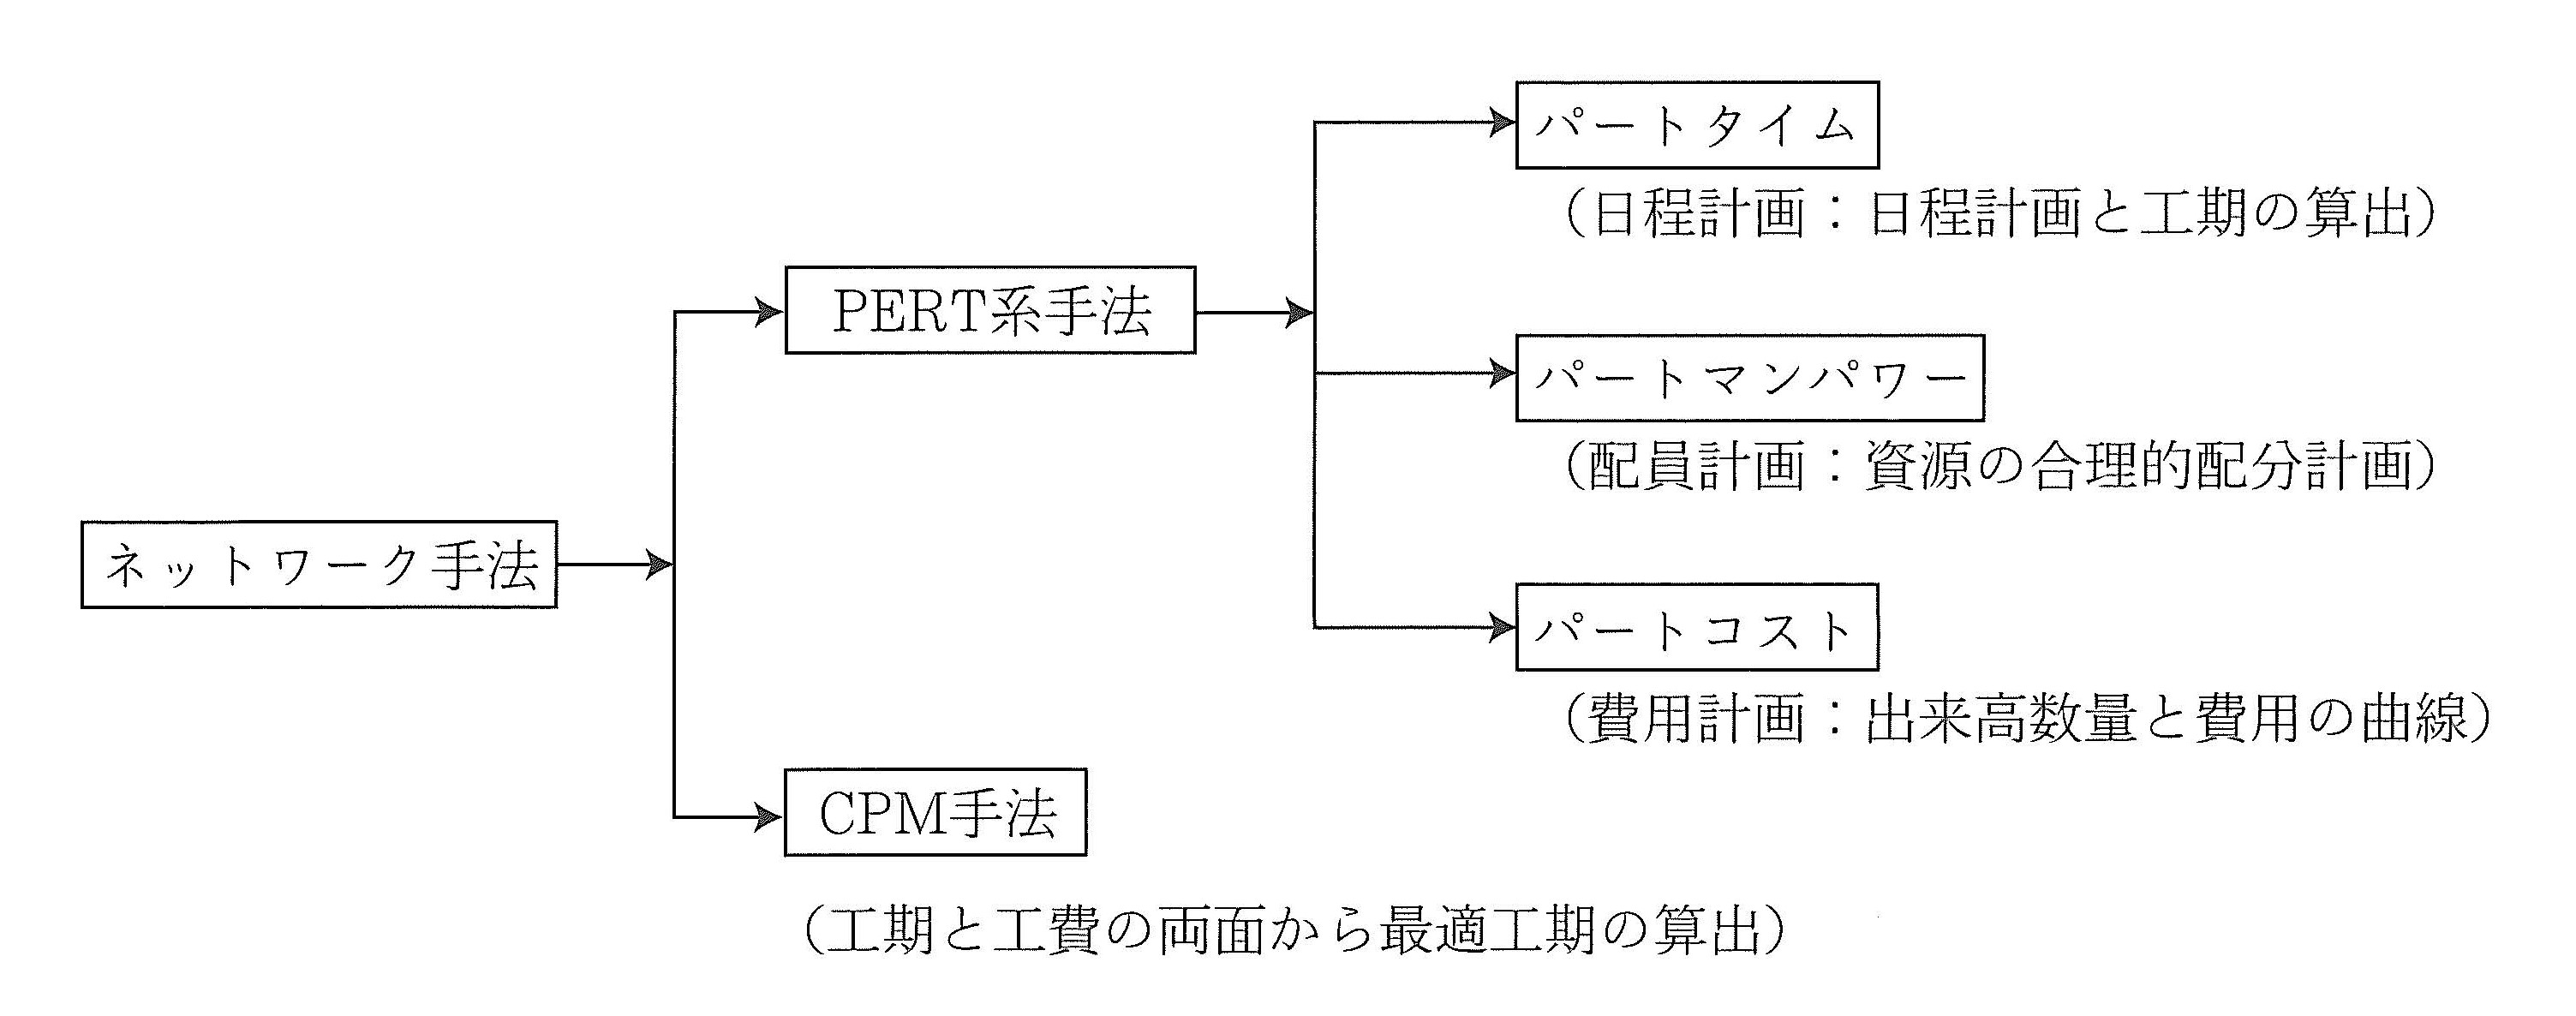 パートタイム
（日程計画：日程計画と工期の算出）
PERT系手法
パートマンパワー
（配員計画：資源の合理的配分計画）
ネットワーク手法
パートコスト
（費用計画：出来高数量と費用の曲線）
CPM手法
（工期と工費の両面から最適工期の算出）